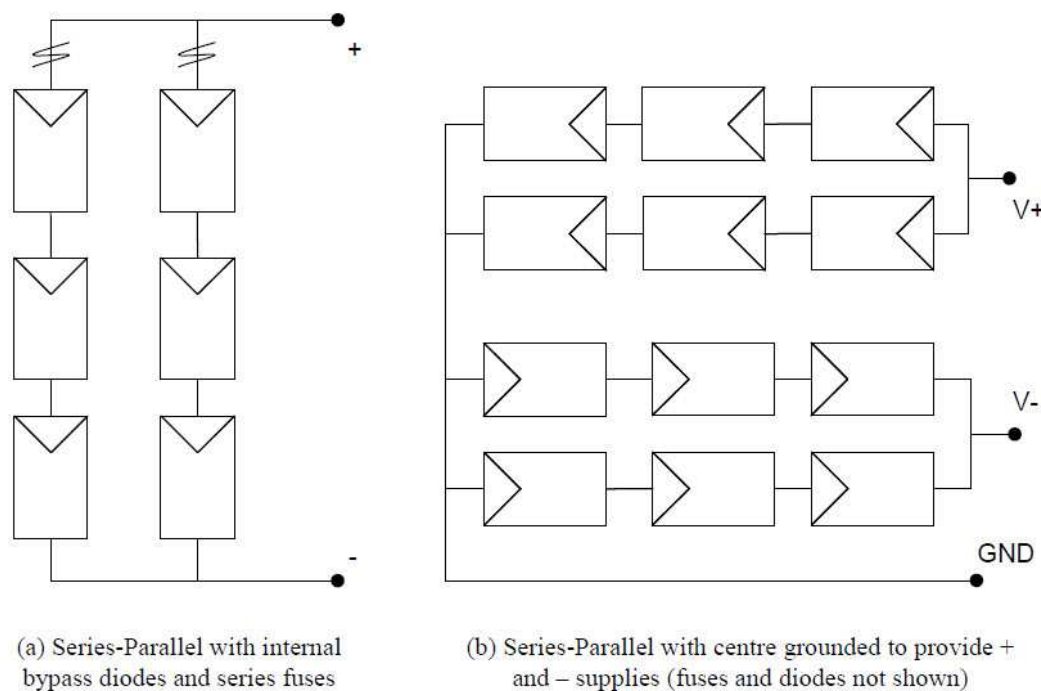 +
-
V+
V-
GND
(a) Series-Parallel with internal
bypass diodes and series fuses
(b) Series-Parallel with centre grounded to provide +
and – supplies (fuses and diodes not shown)